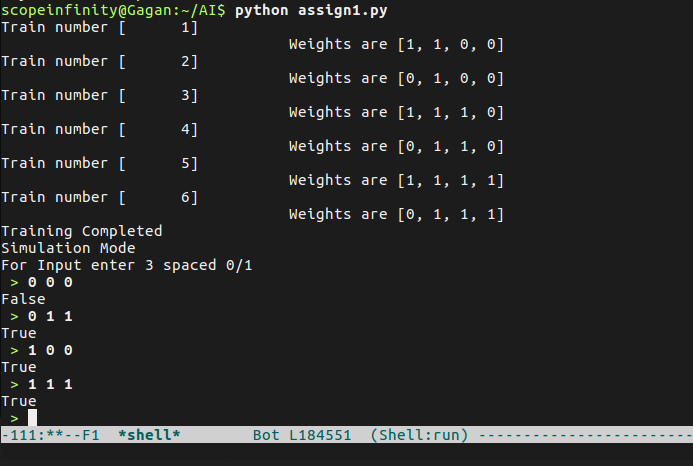 scopeinfinity@Gagan:~/AI$ python assign1.py
Train number [      1]
Weights are [1, 1, 0, 0]
Train number [      2]
Weights are [0, 1, 0, 0]
Train number [      3]
Weights are [1, 1, 1, 0]
Train number [      4]
Weights are [0, 1, 1, 0]
Train number [      5]
Weights are [1, 1, 1, 1]
Train number [      6]
Weights are [0, 1, 1, 1]
Training Completed
Simulation Mode
For Input enter 3 spaced 0/1
 > 0 0 0
False
 > 0 1 1
True
 > 1 0 0
True
 > 1 1 1
True
 >
-111:**--F1  *shell*      Bot L184551  (Shell:run) ------------------------